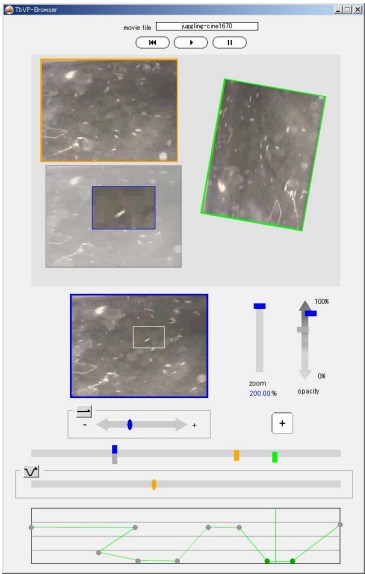 TbVP-Browser
movie file juggling-cine1670
100%
0%
zoom
200.00 %
opacity
- +
+